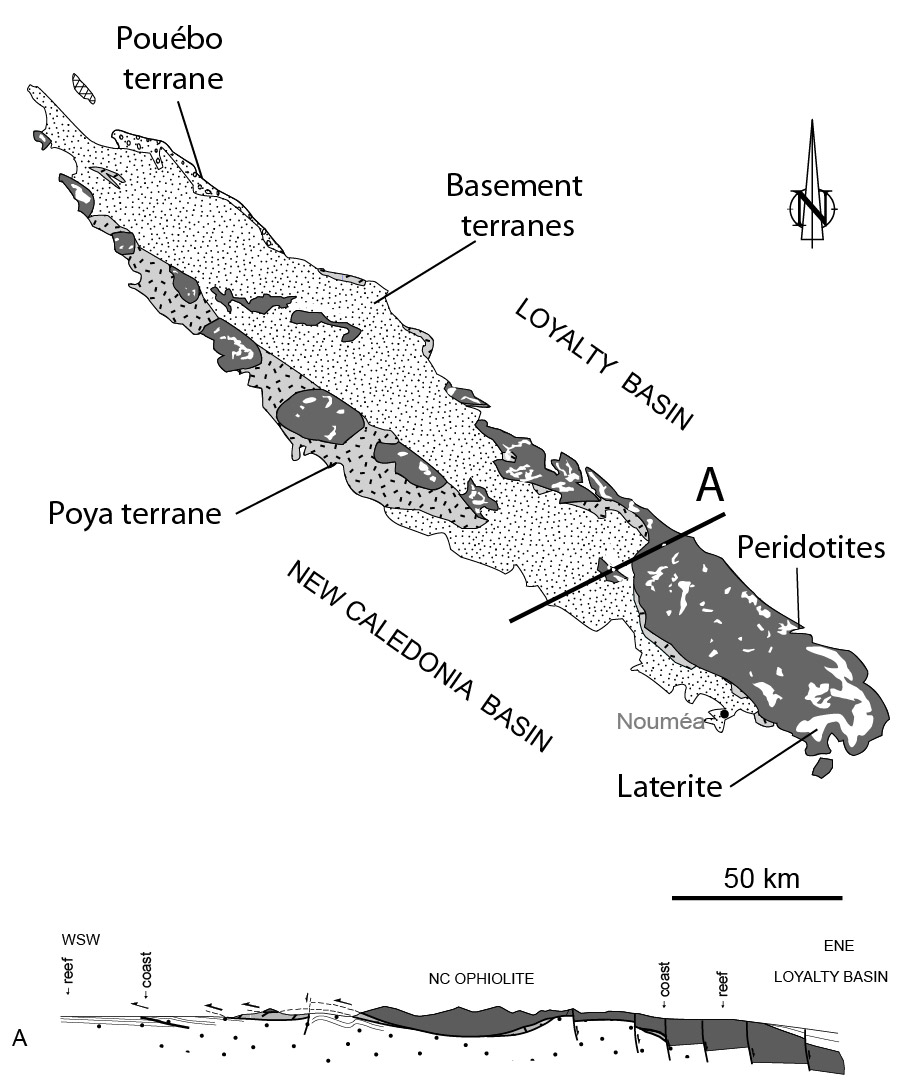 Pouébo
terrane
Basement
terranes
N
LOYALTY BASIN
A
Poya terrane
Peridotites
NEW CALEDONIA BASIN
Nouméa
Laterite
50 km
WSW
ENE
reef
coast
NC OPHIOLITE
coast
reef
LOYALTY BASIN
A